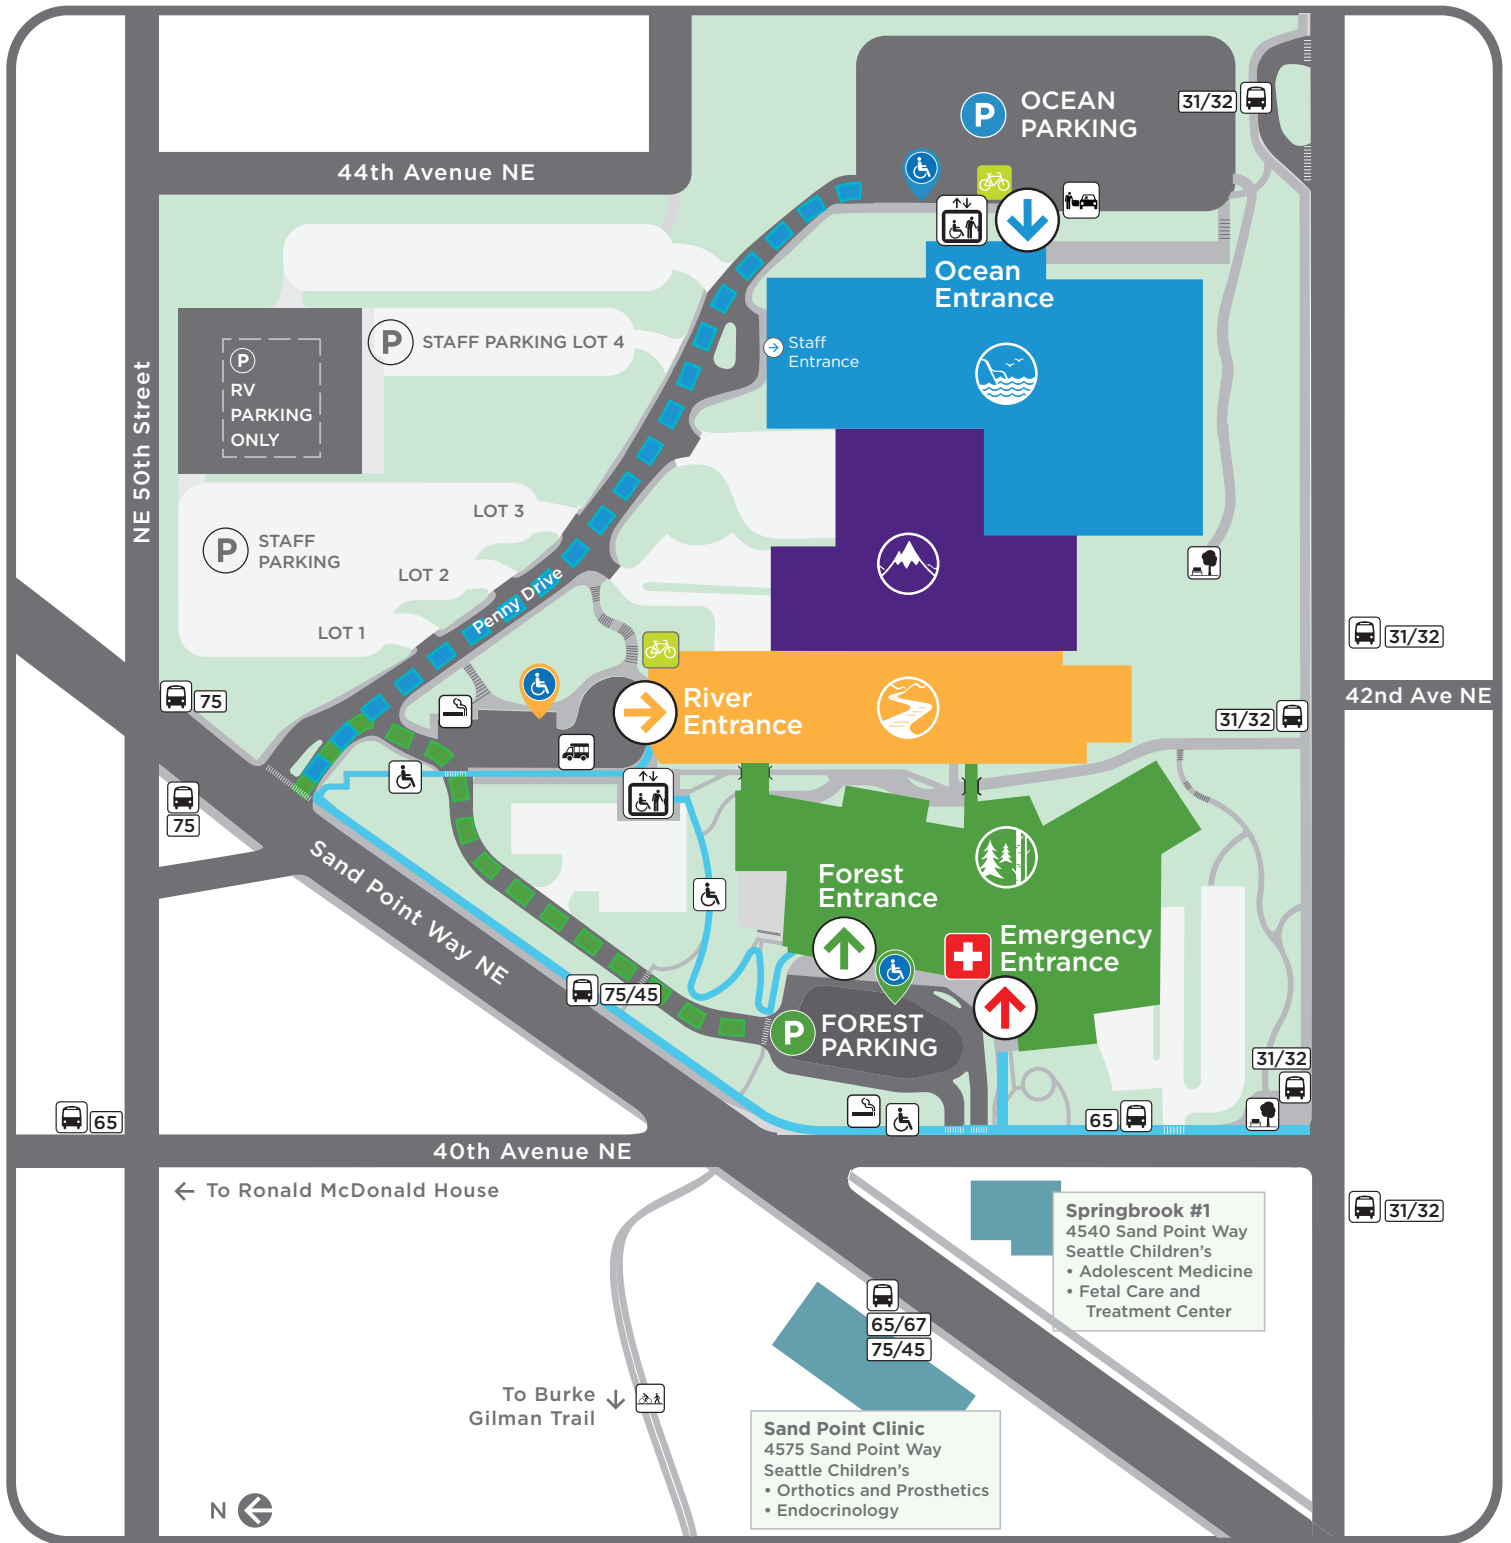 P
OCEAN
PARKING
31/32
44th Avenue NE
Ocean
Entrance
P
STAFF PARKING LOT 4
Staff
Entrance
P
RV
PARKING
ONLY
NE 50th Street
LOT 3
P
STAFF
PARKING
LOT 2
LOT 1
Penny Drive
31/32
75
River
Entrance
42nd Ave NE
31/32
75
Sand Point Way NE
Forest
Entrance
Emergency
Entrance
75/45
P
FOREST
PARKING
31/32
65
65
40th Avenue NE
To Ronald McDonald House
31/32
Springbrook #1
4540 Sand Point Way
Seattle Children's
• Adolescent Medicine
• Fetal Care and
Treatment Center
65/67
75/45
To Burke
Gilman Trail
Sand Point Clinic
4575 Sand Point Way
Seattle Children's
• Orthotics and Prosthetics
• Endocrinology
N